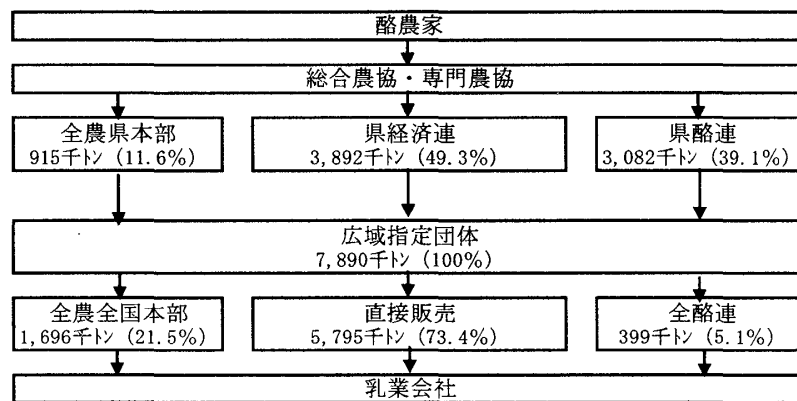 酪農家
総合農協・専門農協
全農県本部
915千トン (11.6%)
県経済連
3,892千トン (49.3%)
県酪連
3,082千トン (39.1%)
広域指定団体
7,890千トン (100%)
全農全国本部
1,696千トン (21.5%)
直接販売
5,795千トン (73.4%)
全酪連
399千トン (5.1%)
乳業会社